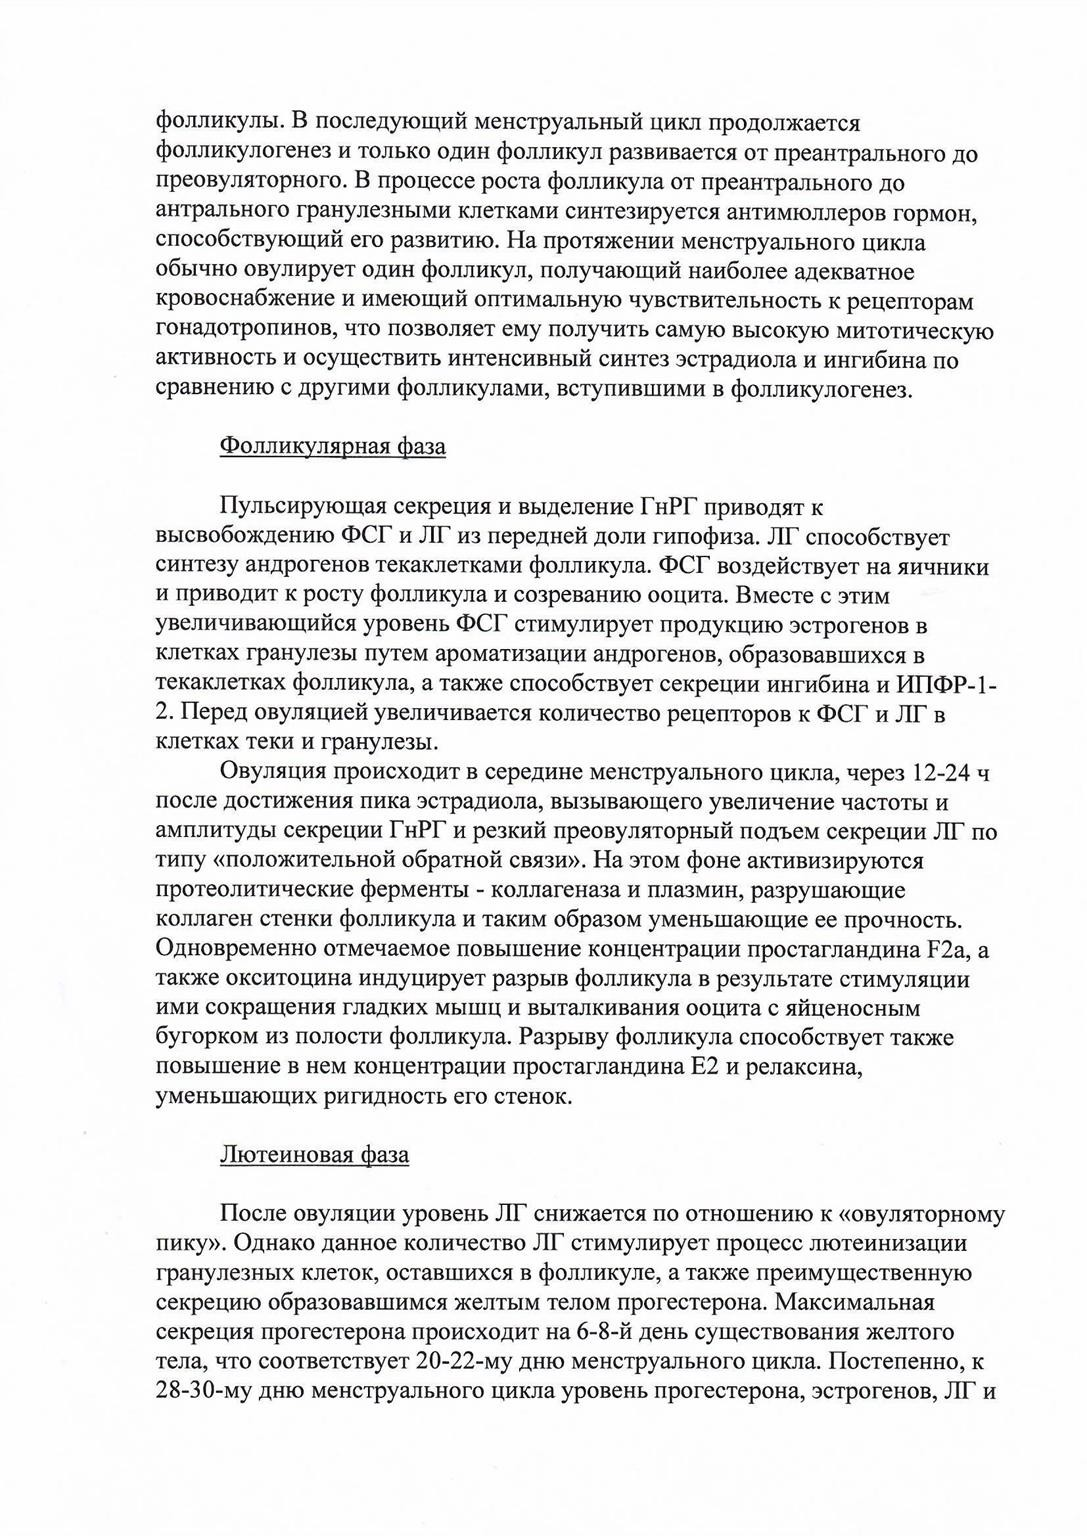 фолликулы. В последующий менструальный цикл продолжается
фолликулогенез и только один фолликул развивается от преантрального до
преовуляторного. В процессе роста фолликула от преантрального до
антрального гранулезными клетками синтезируется антимюллеров гормон,
способствующий его развитию. На протяжении менструального цикла
обычно овулирует один фолликул, получающий наиболее адекватное
кровоснабжение и имеющий оптимальную чувствительность к рецепторам
гонадотропинов, что позволяет ему получить самую высокую митотическую
активность и осуществить интенсивный синтез эстрадиола и ингибина по
сравнению с другими фолликулами, вступившими в фолликулогенез.
Фолликулярная фаза
Пульсирующая секреция и выделение ГнРГ приводят к
высвобождению ФСГ и ЛГ из передней доли гипофиза. ЛГ способствует
синтезу андрогенов текаклетками фолликула. ФСГ воздействует на яичники
и приводит к росту фолликула и созреванию ооцита. Вместе с этим
увеличивающийся уровень ФСГ стимулирует продукцию эстрогенов в
клетках гранулезы путем ароматизации андрогенов, образовавшихся в
текаклетках фолликула, а также способствует секреции ингибина и ИПФР-1-
2. Перед овуляцией увеличивается количество рецепторов к ФСГ и ЛГ в
клетках теки и гранулезы.
Овуляция происходит в середине менструального цикла, через 12-24 ч
после достижения пика эстрадиола, вызывающего увеличение частоты и
амплитуды секреции ГнРГ и резкий преовуляторный подъем секреции ЛГ по
типу «положительной обратной связи». На этом фоне активизируются
протеолитические ферменты - коллагеназа и плазмин, разрушающие
коллаген стенки фолликула и таким образом уменьшающие ее прочность.
Одновременно отмечаемое повышение концентрации простагландина F2a, а
также окситоцина индуцирует разрыв фолликула в результате стимуляции
ими сокращения гладких мышц и выталкивания ооцита с яйценосным
бугорком из полости фолликула. Разрыву фолликула способствует также
повышение в нем концентрации простагландина Е2 и релаксина,
уменьшающих ригидность его стенок.
Лютеиновая фаза
После овуляции уровень ЛГ снижается по отношению к «овуляторному
пику». Однако данное количество ЛГ стимулирует процесс лютеинизации
гранулезных клеток, оставшихся в фолликуле, а также преимущественную
секрецию образовавшимся желтым телом прогестерона. Максимальная
секреция прогестерона происходит на 6-8-й день существования желтого
тела, что соответствует 20-22-му дню менструального цикла. Постепенно, к
28-30-му дню менструального цикла уровень прогестерона, эстрогенов, ЛГ и